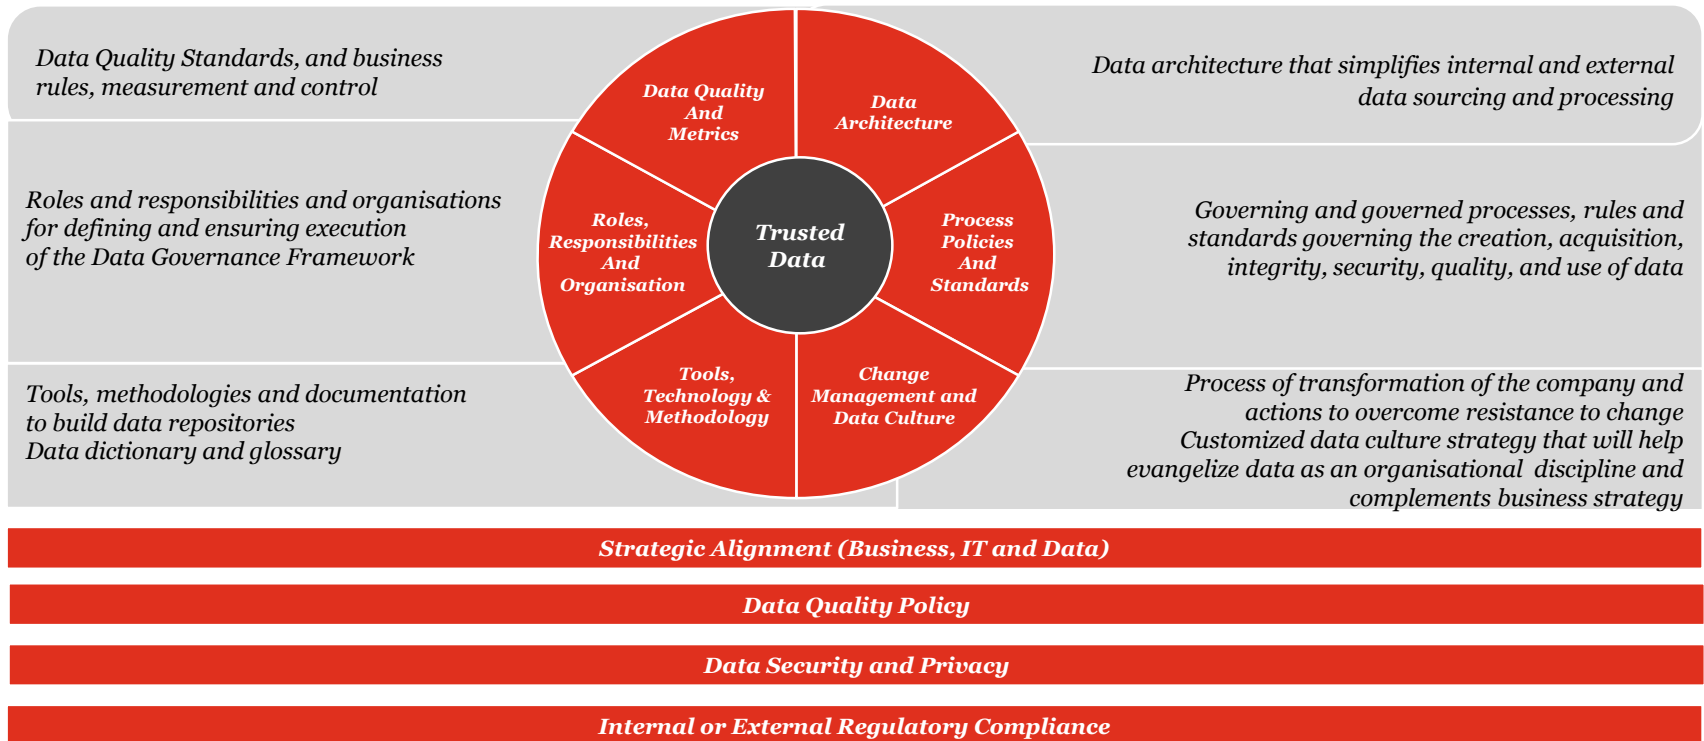 Data Quality Standards, and business
rules, measurement and control
Data Quality
And
Metrics
Data
Architecture
Data architecture that simplifies internal and external
data sourcing and processing
Roles and responsibilities and organisations
for defining and ensuring execution
of the Data Governance Framework
Roles,
Responsibilities
And
Organisation
Trusted
Data
Process
Policies
And
Standards
Governing and governed processes, rules and
standards governing the creation, acquisition,
integrity, security, quality, and use of data
Tools, methodologies and documentation
to build data repositories
Data dictionary and glossary
Tools,
Technology &
Methodology
Change
Management and
Data Culture
Process of transformation of the company and
actions to overcome resistance to change
Customized data culture strategy that will help
evangelize data as an organisational discipline and
complements business strategy
Strategic Alignment (Business, IT and Data)
Data Quality Policy
Data Security and Privacy
Internal or External Regulatory Compliance